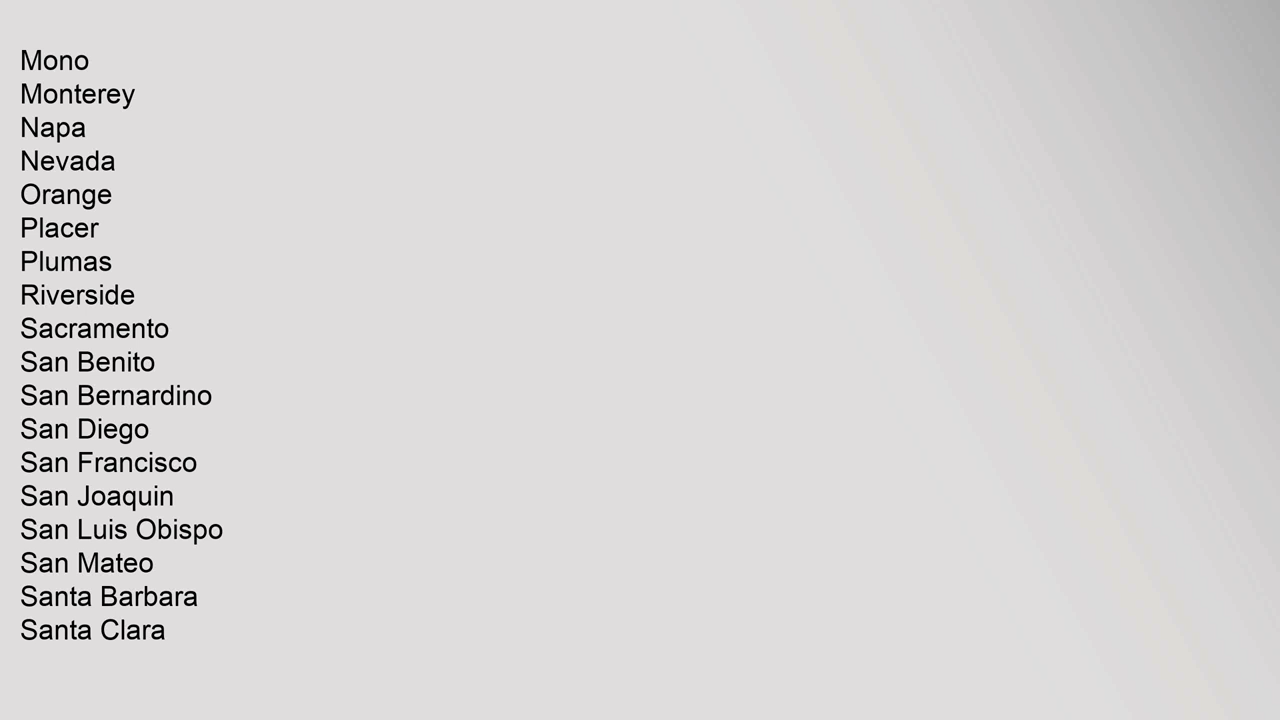 Mono
Monterey
Napa
Nevada
Orange
Placer
Plumas
Riverside
Sacramento
San Benito
San Bernardino
San Diego
San Francisco
San Joaquin
San Luis Obispo
San Mateo
Santa Barbara
Santa Clara